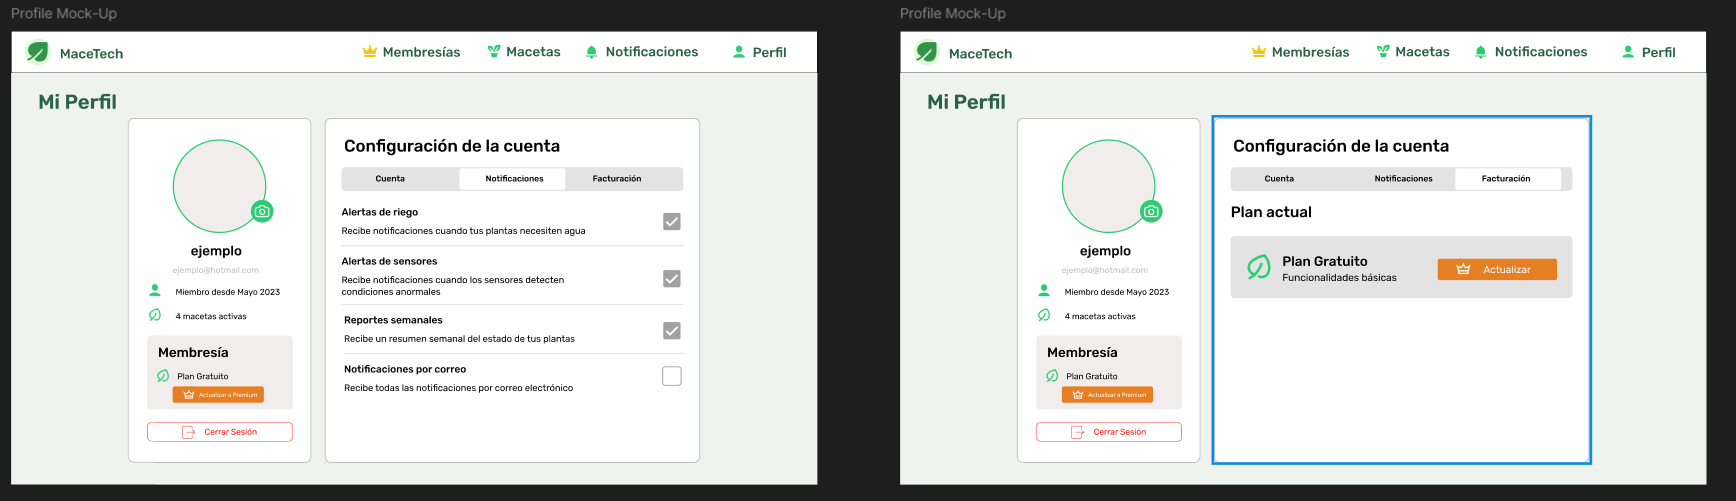 Profile Mock-Up
MaceTech
Membresías
Macetas
Notificaciones
Perfil
Mi Perfil
ejemplo
ejemplo@hotmail.com
Miembro desde Mayo 2023
4 macetas activas
Membresía
Plan Gratuito
Actualizar a Premium
Cerrar Sesión
Configuración de la cuenta
Cuenta
Notificaciones
Facturación
Alertas de riego
Recibe notificaciones cuando tus plantas necesiten agua
Alertas de sensores
Recibe notificaciones cuando los sensores detecten
condiciones anormales
Reportes semanales
Recibe un resumen semanal del estado de tus plantas
Notificaciones por correo
Recibe todas las notificaciones por correo electrónico
Profile Mock-Up
MaceTech
Membresías
Macetas
Notificaciones
Perfil
Mi Perfil
ejemplo
ejemplo@hotmail.com
Miembro desde Mayo 2023
4 macetas activas
Membresía
Plan Gratuito
Actualizar a Premium
Cerrar Sesión
Configuración de la cuenta
Cuenta
Notificaciones
Facturación
Plan actual
Plan Gratuito
Funcionalidades básicas
Actualizar